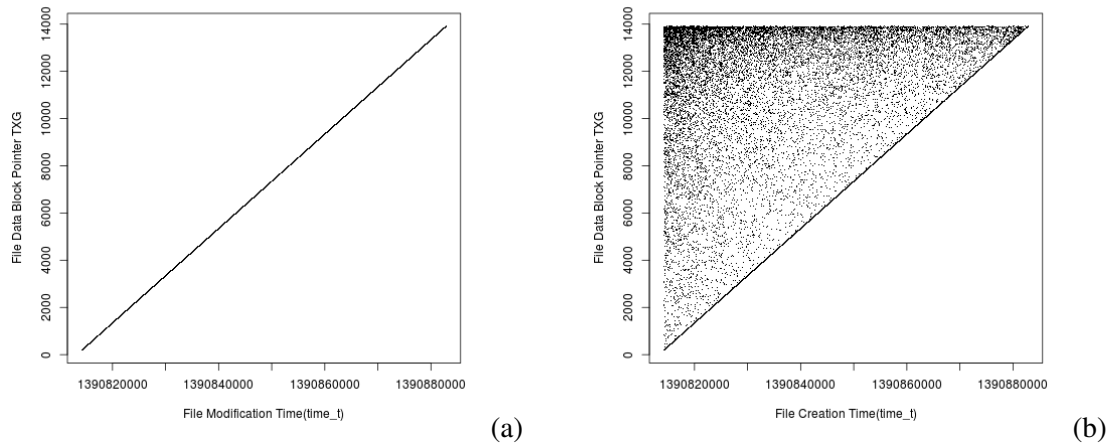 File Data Block Pointer TXG
0 2000 4000 6000 8000 10000 12000 14000
1390820000 1390840000 1390860000 1390880000
File Modification Time(time_t)
(a)
File Data Block Pointer TXG
0 2000 4000 6000 8000 10000 12000 14000
1390820000 1390840000 1390860000 1390880000
File Creation Time(time_t)
(b)